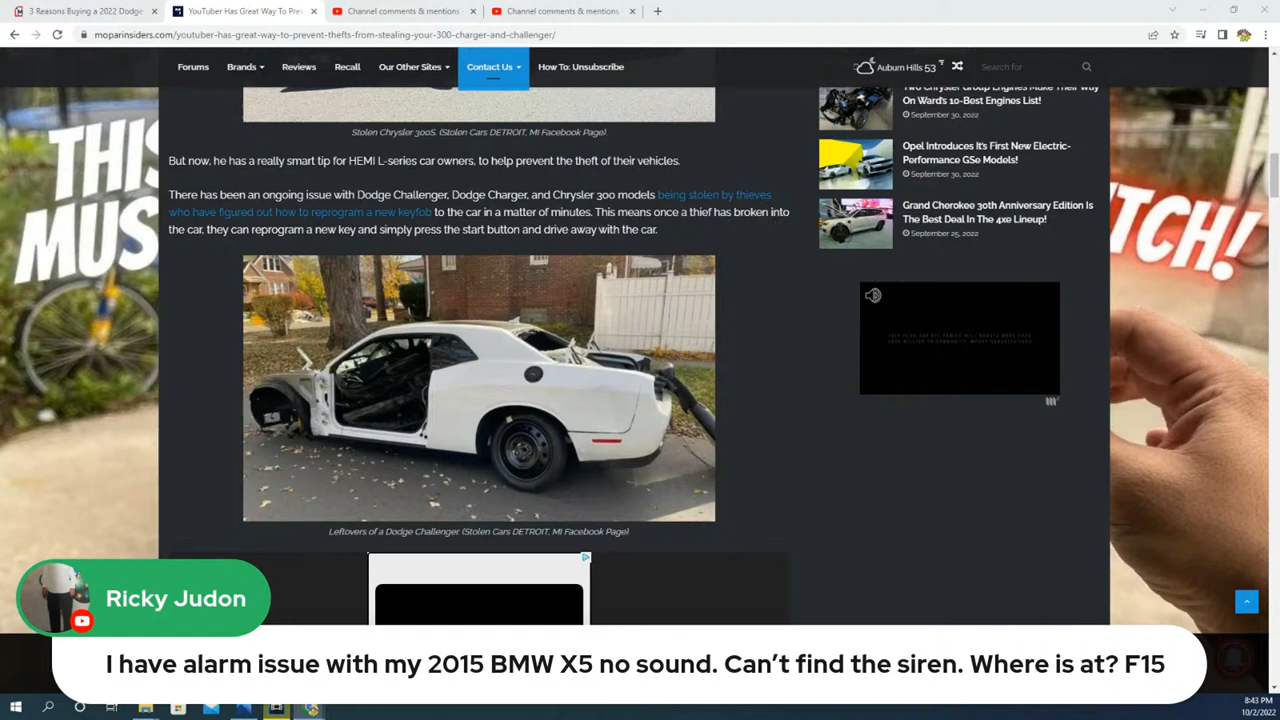 3 Reasons Buying a 2022 Dodge
YouTuber Has Great Way To Prev
Channel comments & mentions
Channel comments & mentions
moparinsiders.com/youtuber-has-great-way-to-prevent-thefts-from-stealing-your-300-charger-and-challenger/
Forums
Brands
Reviews
Recall
Our Other Sites
Contact Us
How To: Unsubscribe
Auburn Hills 53 °F
Search for
THIS
MUS
TCH!
Stolen Chrysler 300S. (Stolen Cars DETROIT, MI Facebook Page).
But now, he has a really smart tip for HEMI L-series car owners, to help prevent the theft of their vehicles.
There has been an ongoing issue with Dodge Challenger, Dodge Charger, and Chrysler 300 models being stolen by thieves
who have figured out how to reprogram a new keyfob to the car in a matter of minutes. This means once a thief has broken into
the car, they can reprogram a new key and simply press the start button and drive away with the car.
Leftovers of a Dodge Challenger. (Stolen Cars DETROIT, MI Facebook Page)
Two Chrysler Group Engines Make Their Way
On Ward's 10-Best Engines List!
September 30, 2022
Opel Introduces It's First New Electric-
Performance GSe Models!
September 30, 2022
Grand Cherokee 30th Anniversary Edition Is
The Best Deal In The 4xe Lineup!
September 25, 2022
Ricky Judon
I have alarm issue with my 2015 BMW X5 no sound. Can't find the siren. Where is at? F15
8:43 PM
10/2/2022